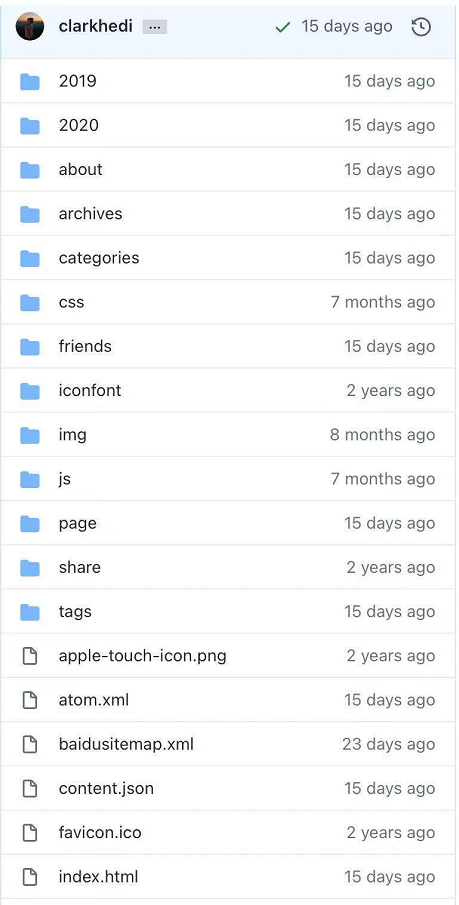 clarkhedi ... 15 days ago
2019 15 days ago
2020 15 days ago
about 15 days ago
archives 15 days ago
categories 15 days ago
css 7 months ago
friends 15 days ago
iconfont 2 years ago
img 8 months ago
js 7 months ago
page 15 days ago
share 2 years ago
tags 15 days ago
apple-touch-icon.png 2 years ago
atom.xml 15 days ago
baidusitemap.xml 23 days ago
content.json 15 days ago
favicon.ico 2 years ago
index.html 15 days ago